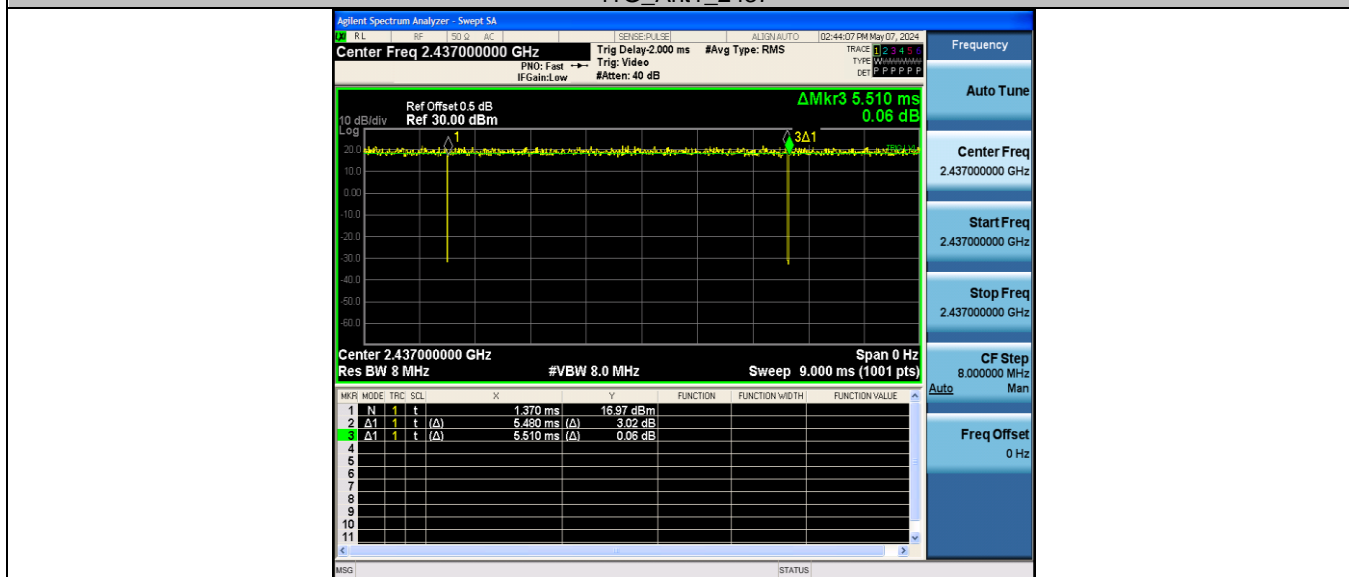 Agilent Spectrum Analyzer - Swept SA
RL RF 50 Ω AC SENSE:PULSE ALIGN AUTO 02:44:07 PM May 07, 2024
Center Freq 2.437000000 GHz
PNO: Fast
IFGain:Low
Trig Delay-2.000 ms
Trig: Video
#Atten: 40 dB
#Avg Type: RMS
TRACE 1 2 3 4 5 6
TYPE W
DET P P P P P P
Frequency
Auto Tune
Center Freq
2.437000000 GHz
Start Freq
2.437000000 GHz
Stop Freq
2.437000000 GHz
CF Step
8.000000 MHz
Auto Man
Freq Offset
0 Hz
ΔMkr3 5.510 ms
0.06 dB
Ref Offset 0.5 dB
10 dB/div Ref 30.00 dBm
Log
1
3Δ1
20.0
10.0
0.00
-10.0
-20.0
-30.0
-40.0
-50.0
-60.0
Center 2.437000000 GHz Span 0 Hz
Res BW 8 MHz #VBW 8.0 MHz Sweep 9.000 ms (1001 pts)
MKR MODE TRC SCL X Y FUNCTION FUNCTION WIDTH FUNCTION VALUE
1 N 1 t 1.370 ms 16.97 dBm
2 Δ1 1 t (Δ) 5.480 ms (Δ) 3.02 dB
3 Δ1 1 t (Δ) 5.510 ms (Δ) 0.06 dB
4
5
6
7
8
9
10
11
MSG STATUS